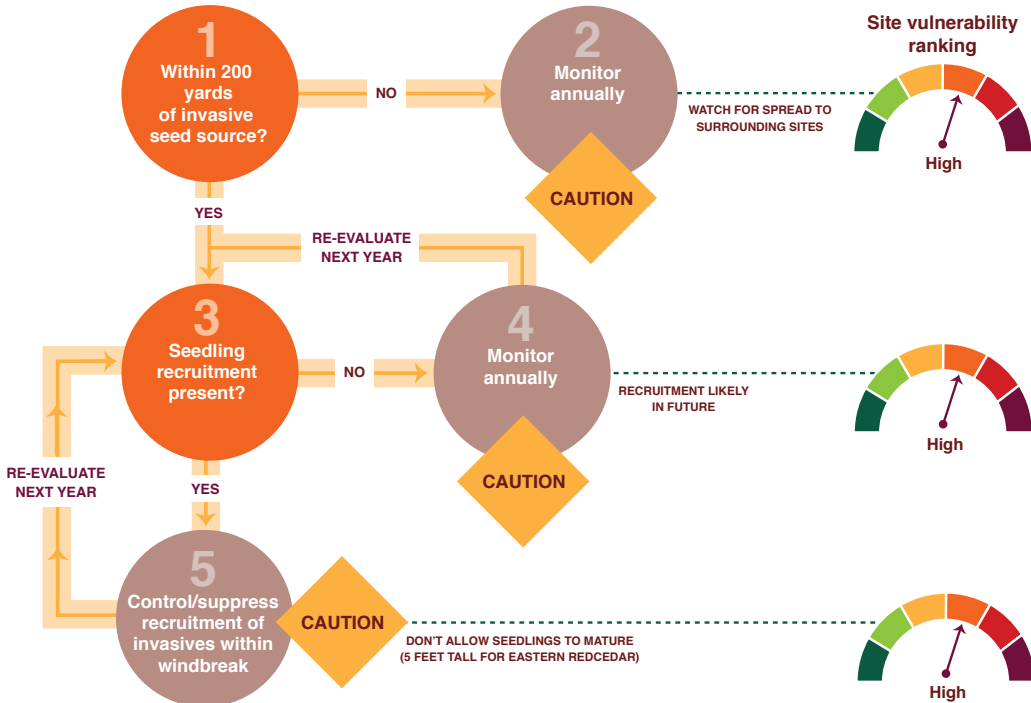 1
Within 200
yards
of invasive
seed source?
NO
2
Monitor
annually
CAUTION
WATCH FOR SPREAD TO
SURROUNDING SITES
Site vulnerability
ranking
High
YES
RE-EVALUATE
NEXT YEAR
3
Seedling
recruitment
present?
NO
4
Monitor
annually
CAUTION
RECRUITMENT LIKELY
IN FUTURE
High
RE-EVALUATE
NEXT YEAR
YES
5
Control/suppress
recruitment of
invasives within
windbreak
CAUTION
DON'T ALLOW SEEDLINGS TO MATURE
(5 FEET TALL FOR EASTERN REDCEDAR)
High